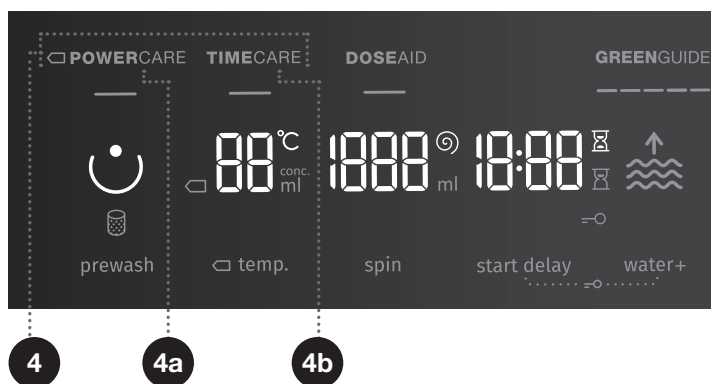 POWERCARE TIMECARE DOSEAID GREENGUIDE
88 °C 1888 18:88
conc.
ml ml
prewash temp. spin start delay water+
4 4a 4b